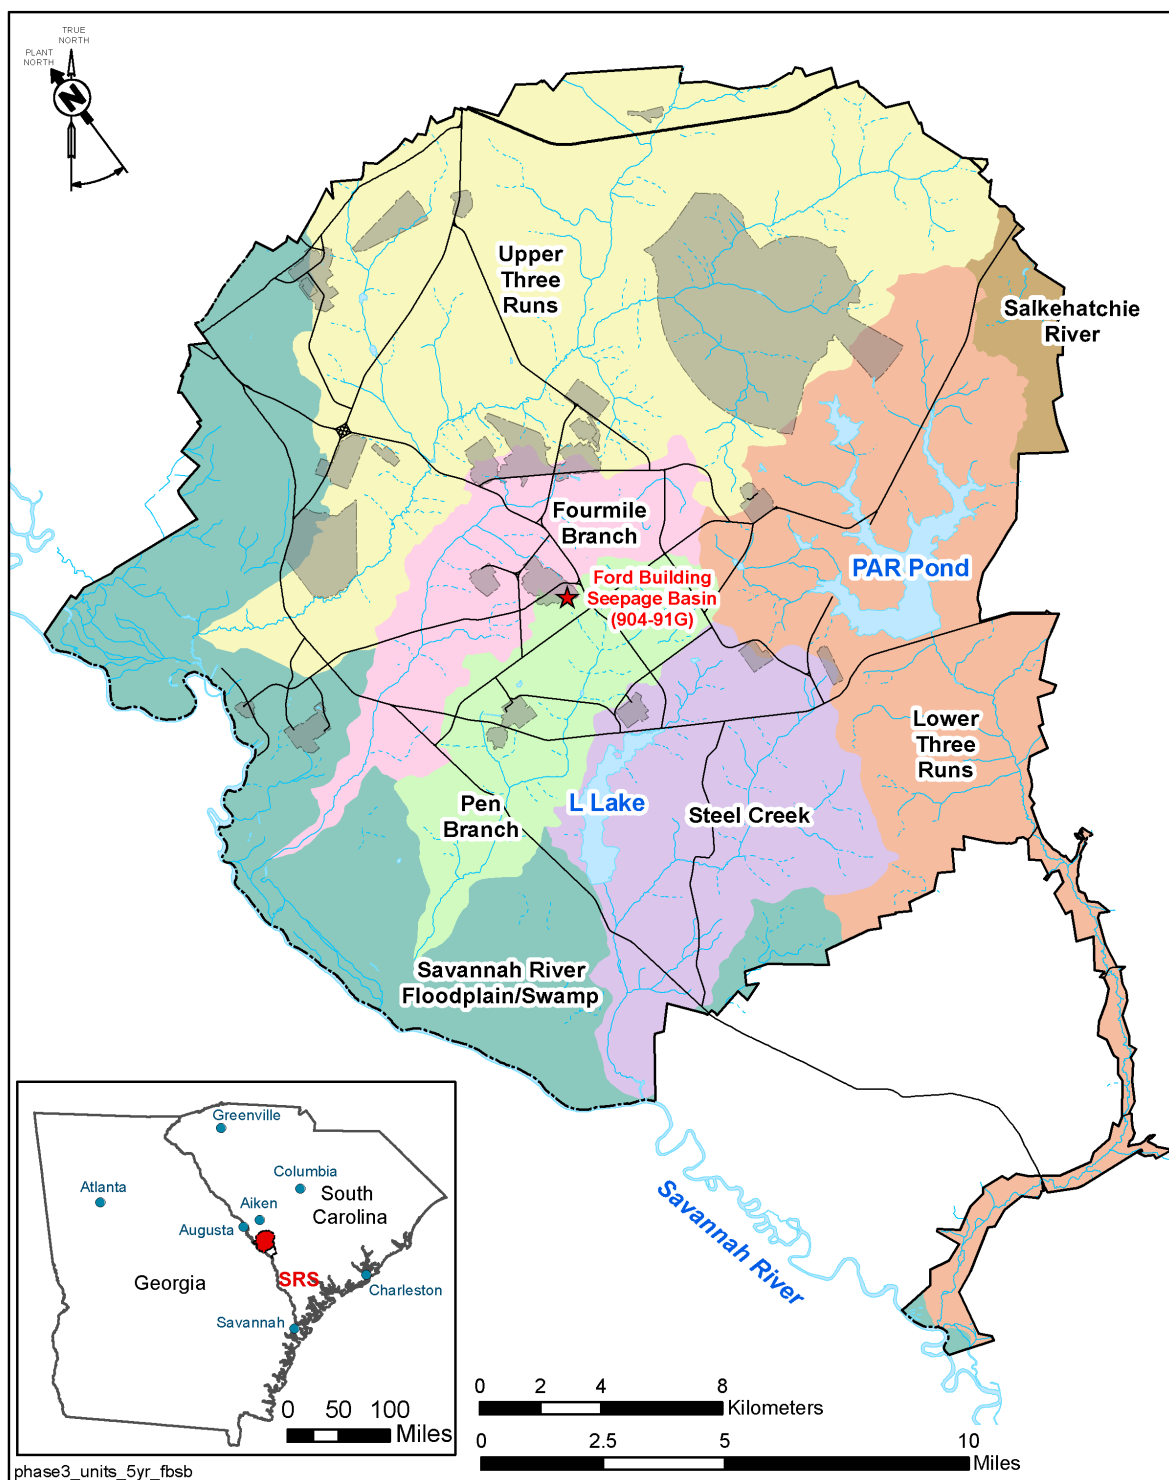 TRUE
NORTH
PLANT
NORTH
N
Upper
Three
Runs
Salkehatchie
River
Fourmile
Branch
PAR Pond
Ford Building
Seepage Basin
(904-91G)
Lower
Three
Runs
L Lake
Pen
Branch
Steel Creek
Savannah River
Floodplain/Swamp
Savannah River
Greenville
Columbia
Atlanta
South
Carolina
Aiken
Augusta
Georgia
SRS
Charleston
Savannah
0 50 100
Miles
0 2 4 8
Kilometers
0 2.5 5 10
Miles
phase3_units_5yr_fbsb